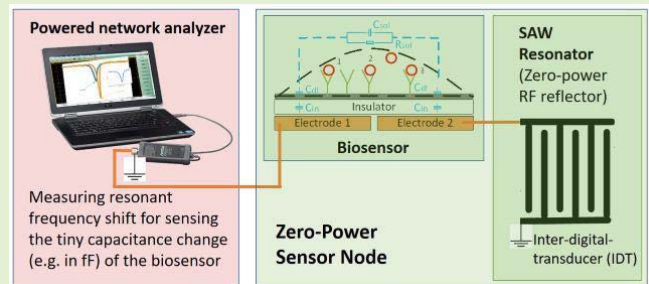 Powered network analyzer
Measuring resonant
frequency shift for sensing
the tiny capacitance change
(e.g. in fF) of the biosensor
Csol
Rsol
1
2
Cdl
Cdl
Cin
Insulator
Cin
Electrode 1
Electrode 2
Biosensor
Zero-Power
Sensor Node
SAW
Resonator
(Zero-power
RF reflector)
Inter-digital-
transducer (IDT)